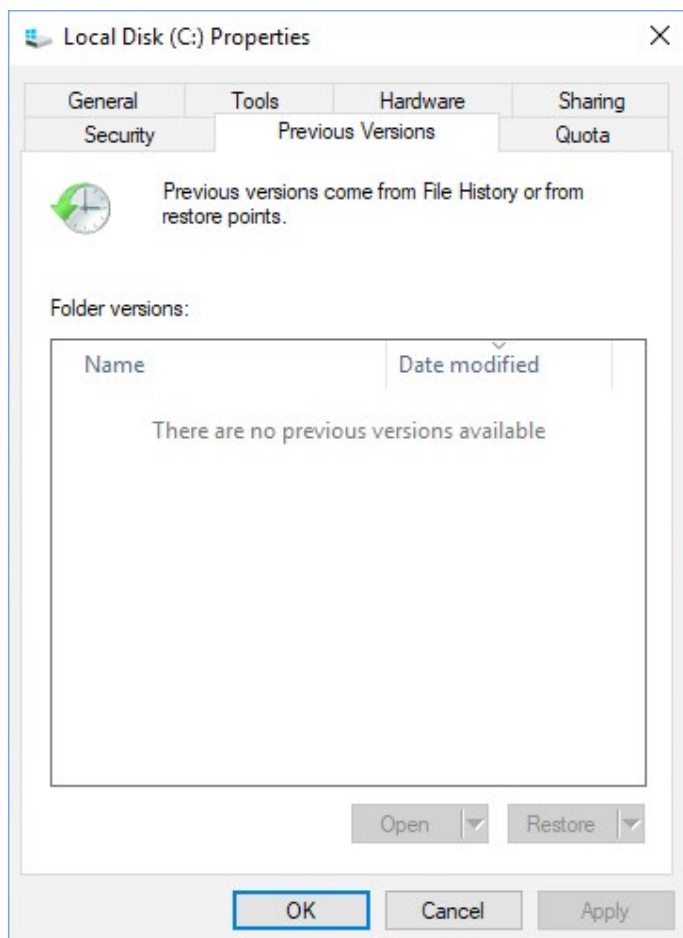 Local Disk (C:) Properties
General Tools Hardware Sharing
Security Previous Versions Quota
Previous versions come from File History or from
restore points.
Folder versions:
Name Date modified
There are no previous versions available
Open Restore
OK Cancel Apply